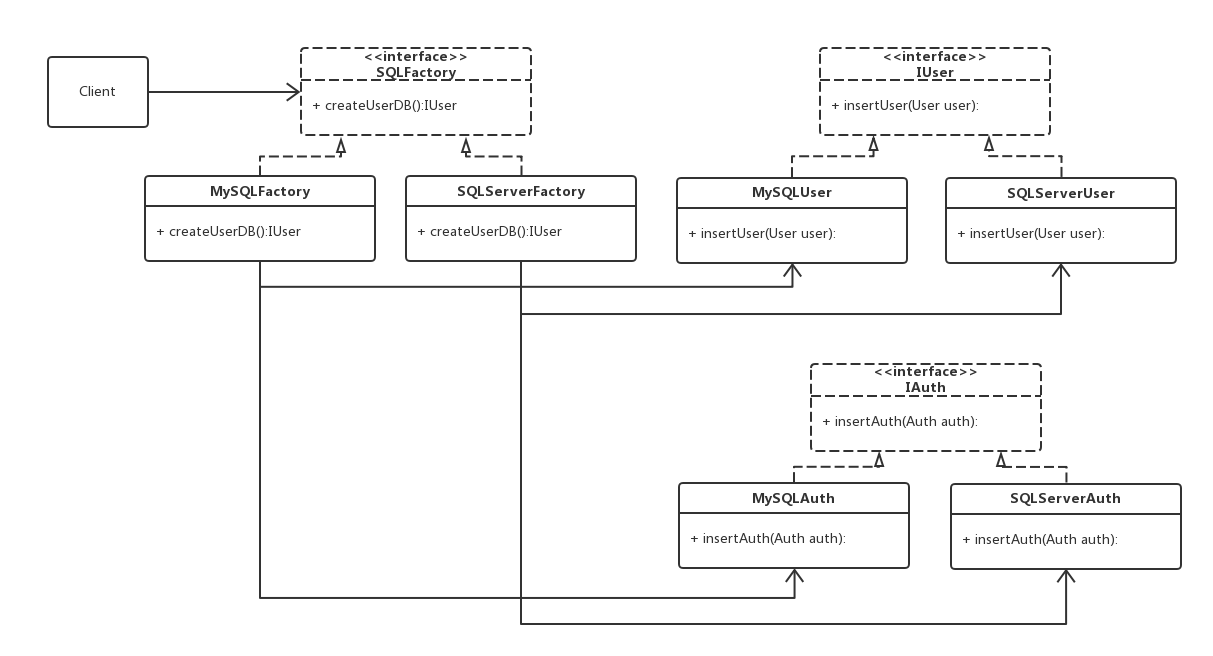 Client
<<interface>>
SQLFactory
+ createUserDB():IUser
<<interface>>
IUser
+ insertUser(User user):
MySQLFactory
+ createUserDB():IUser
SQLServerFactory
+ createUserDB():IUser
MySQLUser
+ insertUser(User user):
SQLServerUser
+ insertUser(User user):
<<interface>>
IAuth
+ insertAuth(Auth auth):
MySQLAuth
+ insertAuth(Auth auth):
SQLServerAuth
+ insertAuth(Auth auth):